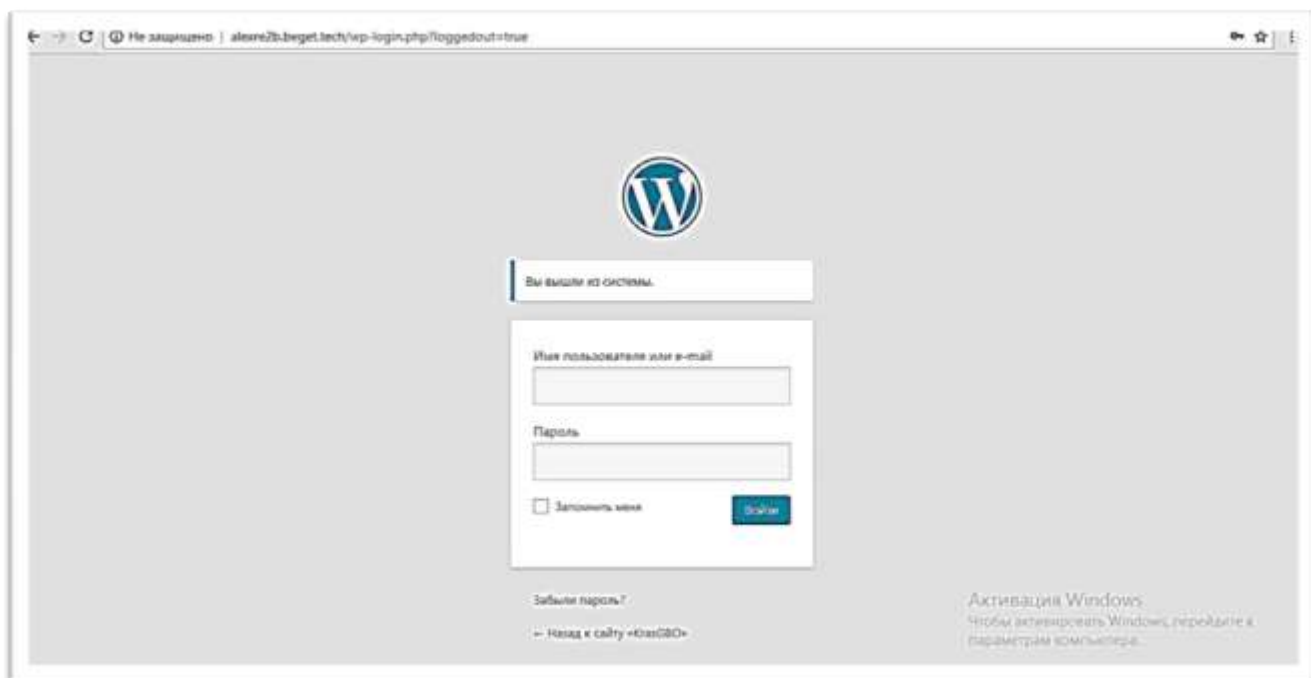 Не защищено | alexre2b.beget.tech/wp-login.php?loggedout=true
Вы вышли из системы.
Имя пользователя или e-mail
Пароль
Запомнить меня
Войти
Забыли пароль?
← Назад к сайту «KrasGBO»
Активация Windows
Чтобы активировать Windows, перейдите к
параметрам компьютера.